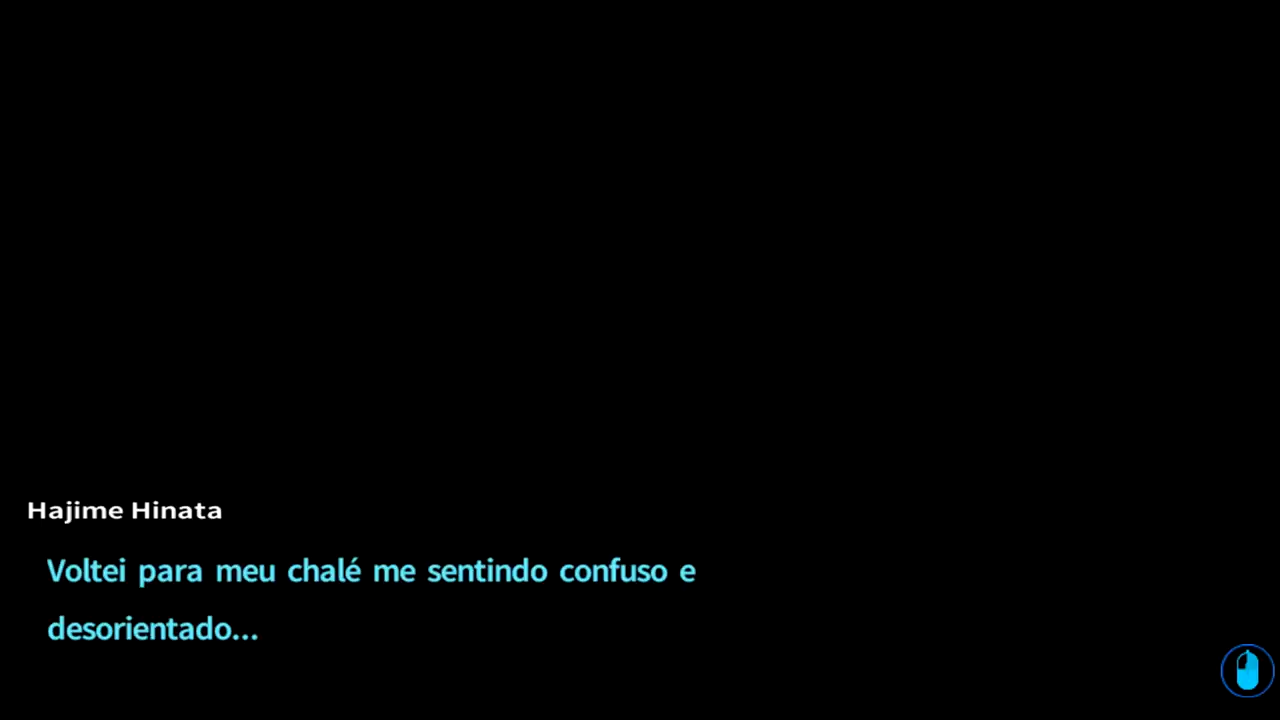 Hajime Hinata
Voltei para meu chalé me sentindo confuso e
desorientado...